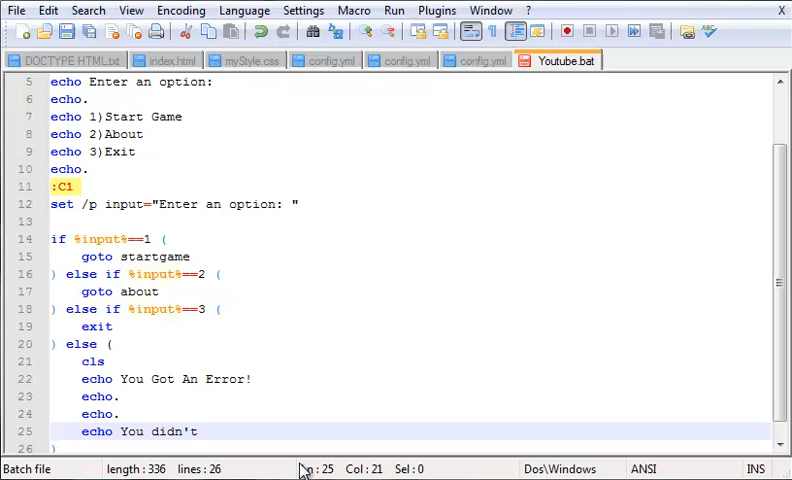 File Edit Search View Encoding Language Settings Macro Run Plugins Window ? X
DOCTYPE HTML.txt index.html myStyle.css config.yml config.yml config.yml Youtube.bat
5 echo Enter an option:
6 echo.
7 echo 1)Start Game
8 echo 2)About
9 echo 3)Exit
10 echo.
11 :C1
12 set /p input="Enter an option: "
13
14 if %input%==1 (
15 goto startgame
16 ) else if %input%==2 (
17 goto about
18 ) else if %input%==3 (
19 exit
20 ) else (
21 cls
22 echo You Got An Error!
23 echo.
24 echo.
25 echo You didn't
26 )
Batch file length : 336 lines : 26 : 25 Col : 21 Sel : 0 Dos\Windows ANSI INS